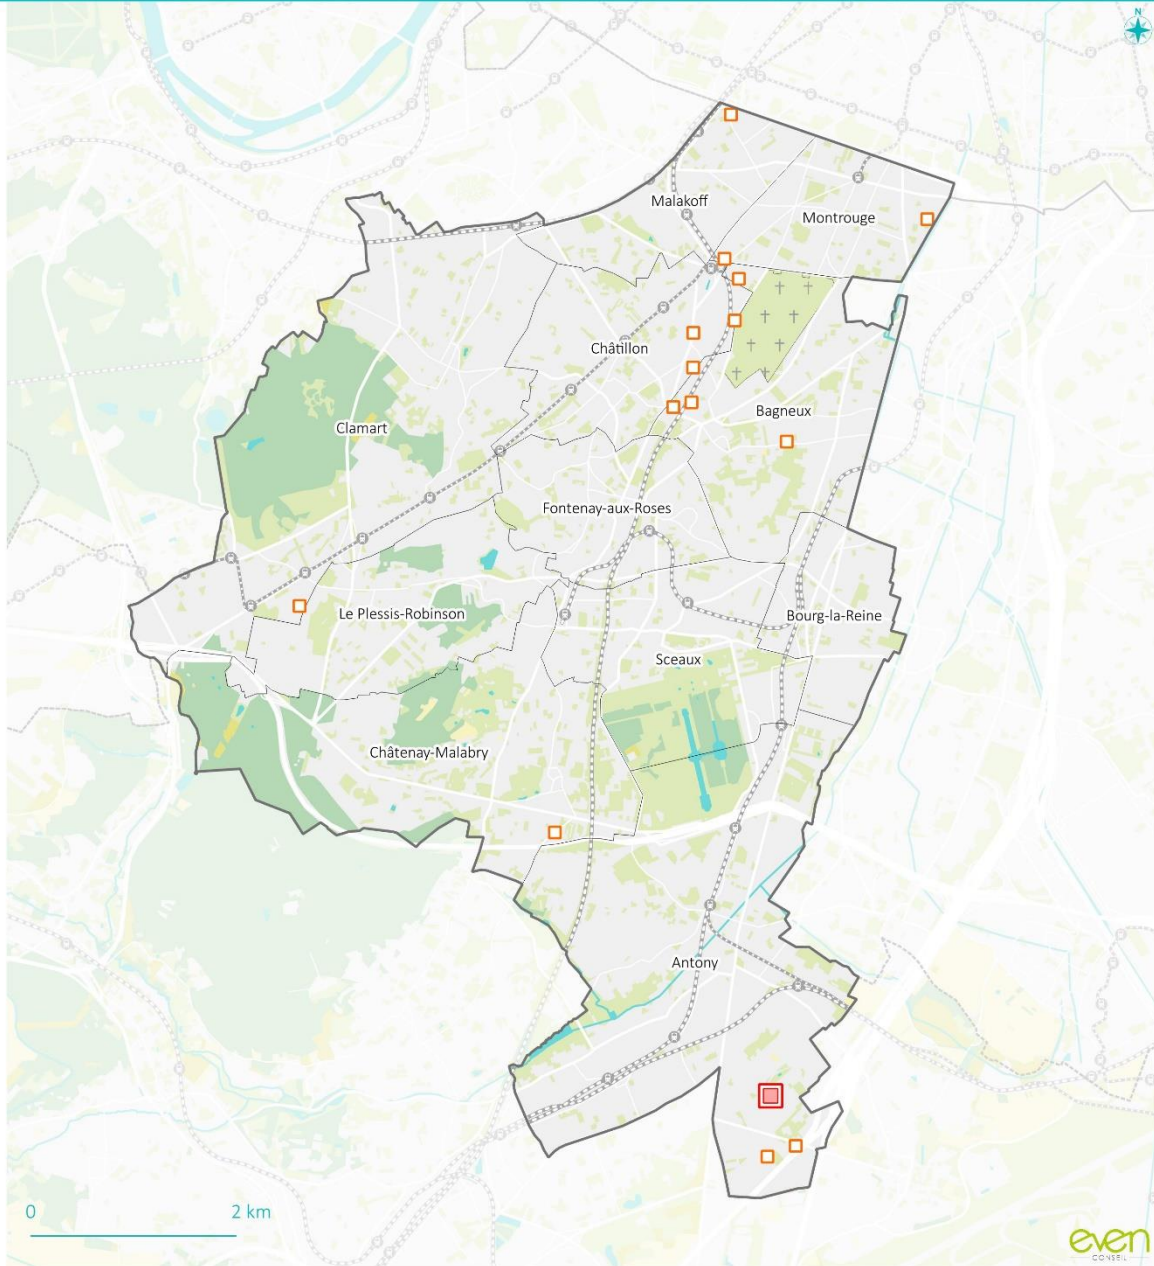 N
Malakoff
Montrouge
Châtillon
Bagneux
Clamart
Fontenay-aux-Roses
Le Plessis-Robinson
Bourg-la-Reine
Sceaux
Châtenay-Malabry
Antony
0 2 km
even
CONSEIL